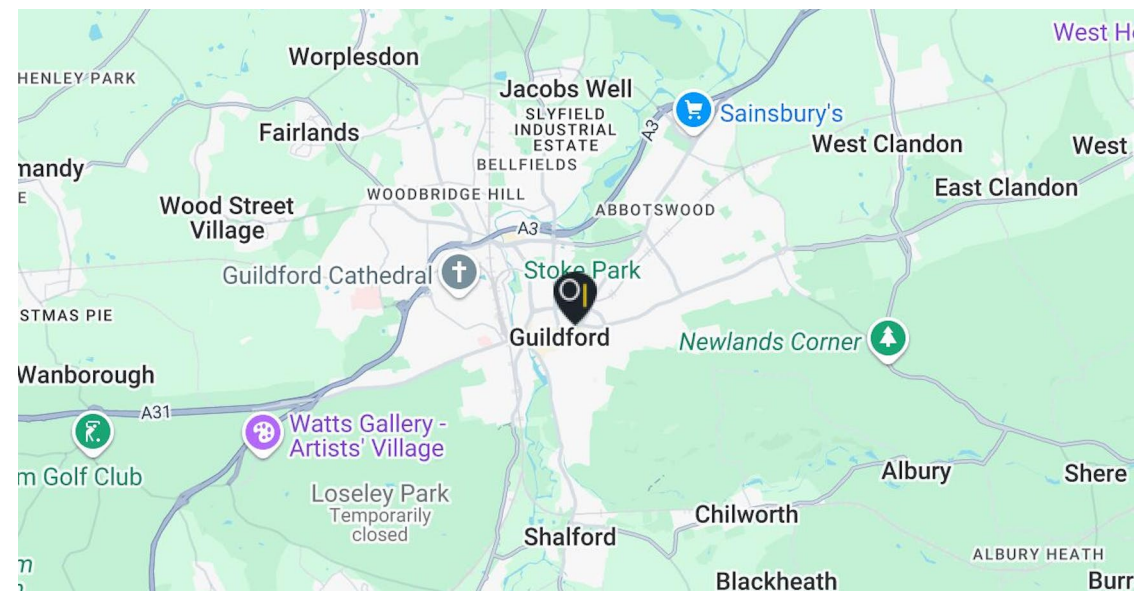 West H
Worplesdon
HENLEY PARK
Jacobs Well
SLYFIELD
INDUSTRIAL
ESTATE
A3
Sainsbury's
Fairlands
West Clandon
West
mandy
BELLFIELDS
E
WOODBRIDGE HILL
East Clandon
Wood Street
Village
ABBOTSWOOD
A3
Guildford Cathedral
Stoke Park
STMAS PIE
Guildford
Newlands Corner
Wanborough
A31
Watts Gallery -
Artists' Village
m Golf Club
Albury
Shere
Loseley Park
Temporarily
closed
Chilworth
Shalford
ALBURY HEATH
m
Blackheath
Burr